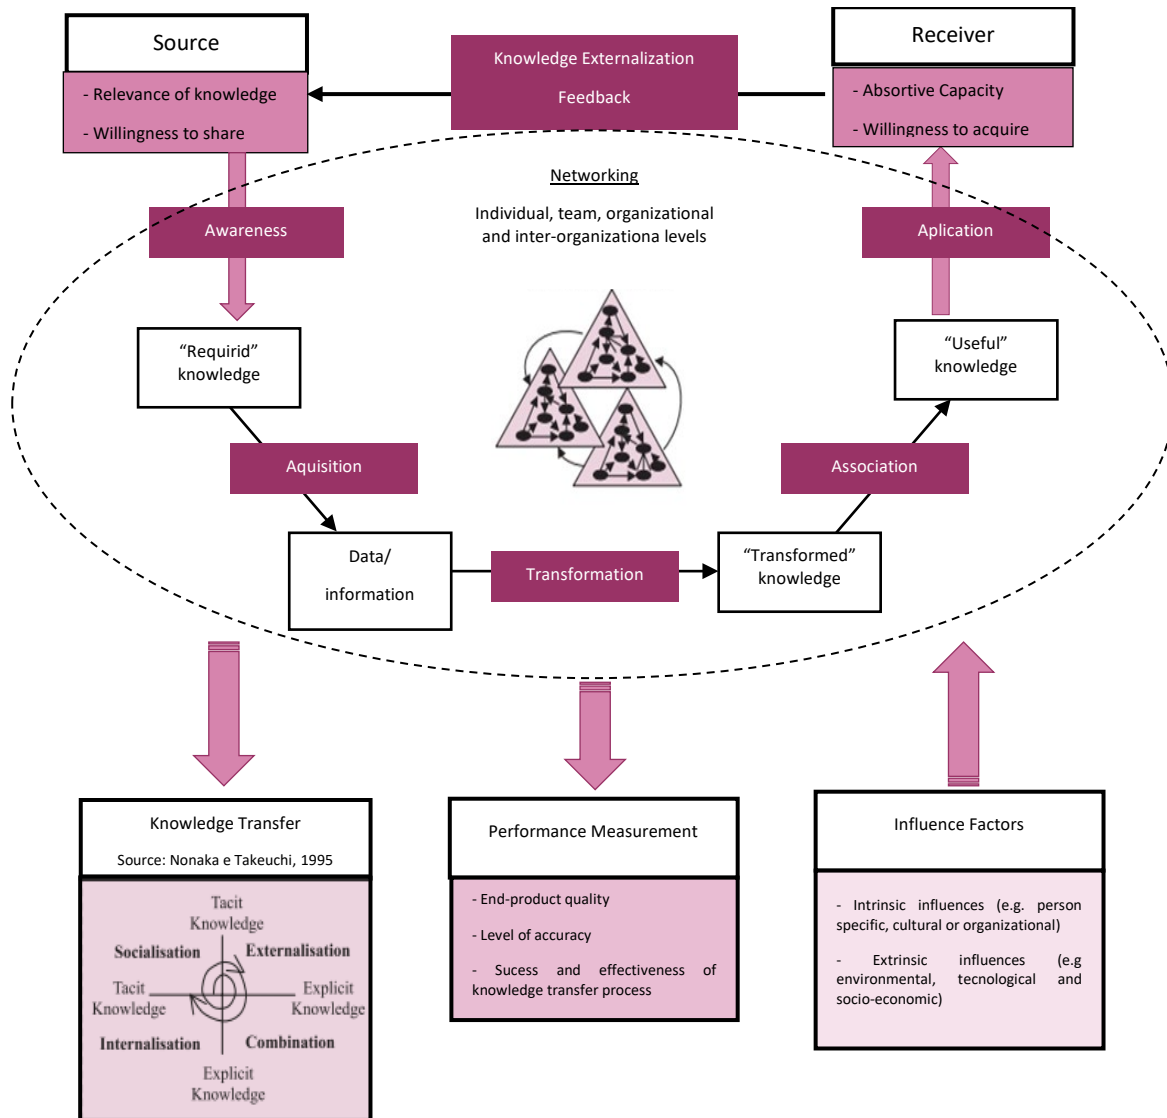 Source
- Relevance of knowledge
- Willingness to share
Knowledge Externalization
Feedback
Receiver
- Absortive Capacity
- Willingness to acquire
Networking
Individual, team, organizational
and inter-organizationa levels
Awareness
Aplication
“Requirid”
knowledge
“Useful”
knowledge
Aquisition
Association
Data/
information
Transformation
“Transformed”
knowledge
Knowledge Transfer
Source: Nonaka e Takeuchi, 1995
Tacit
Knowledge
Socialisation
Externalisation
Tacit
Knowledge
Explicit
Knowledge
Internalisation
Combination
Explicit
Knowledge
Performance Measurement
- End-product quality
- Level of accuracy
- Sucess and effectiveness of
knowledge transfer process
Influence Factors
- Intrinsic influences (e.g. person
specific, cultural or organizational)
- Extrinsic influences (e.g
environmental, tecnological and
socio-economic)